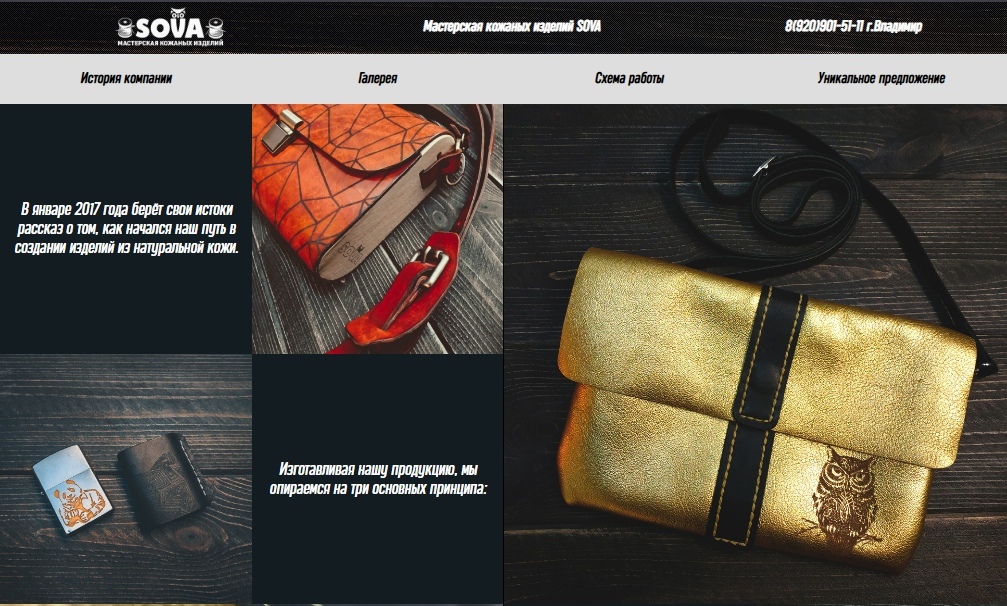 SOVA
МАСТЕРСКАЯ КОЖАНЫХ ИЗДЕЛИЙ
Мастерская кожаных изделий SOVA
8(920)901-51-11 г.Владимир
История компании
Галерея
Схема работы
Уникальное предложение
В январе 2017 года берёт свои истоки
рассказ о том, как начался наш путь в
создании изделий из натуральной кожи.
Изготавливая нашу продукцию, мы
опираемся на три основных принципа: